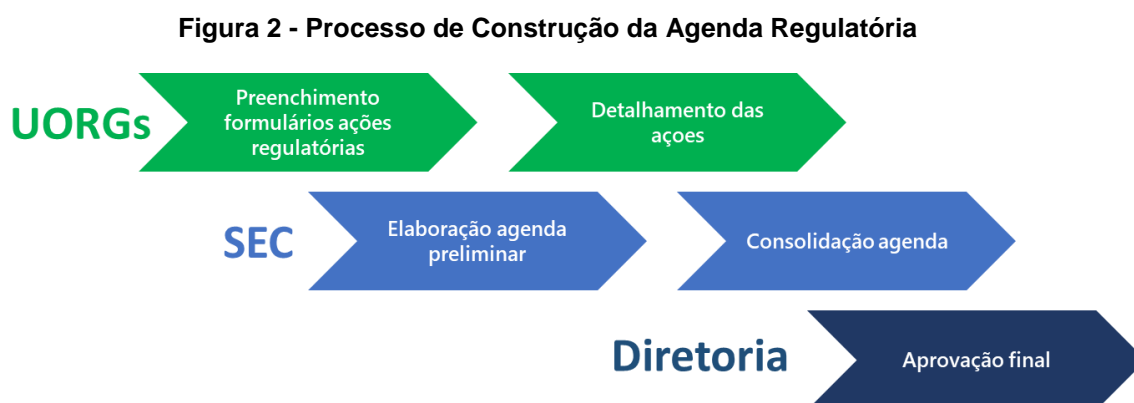 Figura 2 - Processo de Construção da Agenda Regulatória
UORGs
Preenchimento
formulários ações
regulatórias
Detalhamento das
açoes
SEC
Elaboração agenda
preliminar
Consolidação agenda
Diretoria
Aprovação final